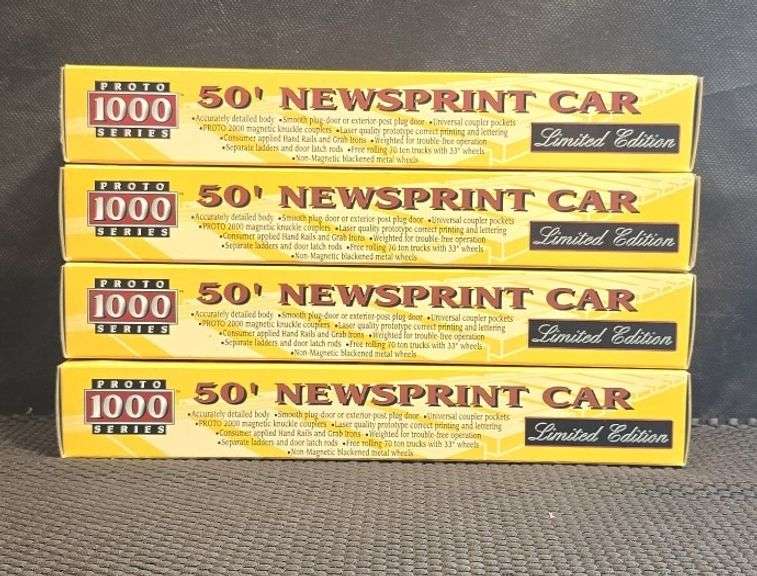 PROTO
1000
SERIES
50' NEWSPRINT CAR
•Accurately detailed body •Smooth plug-door or exterior-post plug door •Universal coupler pockets
•PROTO 2000 magnetic knuckle couplers •Laser quality prototype correct printing and lettering
•Consumer applied Hand Rails and Grab Irons •Weighted for trouble-free operation
•Separate ladders and door latch rods •Free rolling 70 ton trucks with 33" wheels
•Non-Magnetic blackened metal wheels
Limited Edition
PROTO
1000
SERIES
50' NEWSPRINT CAR
•Accurately detailed body •Smooth plug-door or exterior-post plug door •Universal coupler pockets
•PROTO 2000 magnetic knuckle couplers •Laser quality prototype correct printing and lettering
•Consumer applied Hand Rails and Grab Irons •Weighted for trouble-free operation
•Separate ladders and door latch rods •Free rolling 70 ton trucks with 33" wheels
•Non-Magnetic blackened metal wheels
Limited Edition
PROTO
1000
SERIES
50' NEWSPRINT CAR
•Accurately detailed body •Smooth plug-door or exterior-post plug door •Universal coupler pockets
•PROTO 2000 magnetic knuckle couplers •Laser quality prototype correct printing and lettering
•Consumer applied Hand Rails and Grab Irons •Weighted for trouble-free operation
•Separate ladders and door latch rods •Free rolling 70 ton trucks with 33" wheels
•Non-Magnetic blackened metal wheels
Limited Edition
PROTO
1000
SERIES
50' NEWSPRINT CAR
•Accurately detailed body •Smooth plug-door or exterior-post plug door •Universal coupler pockets
•PROTO 2000 magnetic knuckle couplers •Laser quality prototype correct printing and lettering
•Consumer applied Hand Rails and Grab Irons •Weighted for trouble-free operation
•Separate ladders and door latch rods •Free rolling 70 ton trucks with 33" wheels
•Non-Magnetic blackened metal wheels
Limited Edition